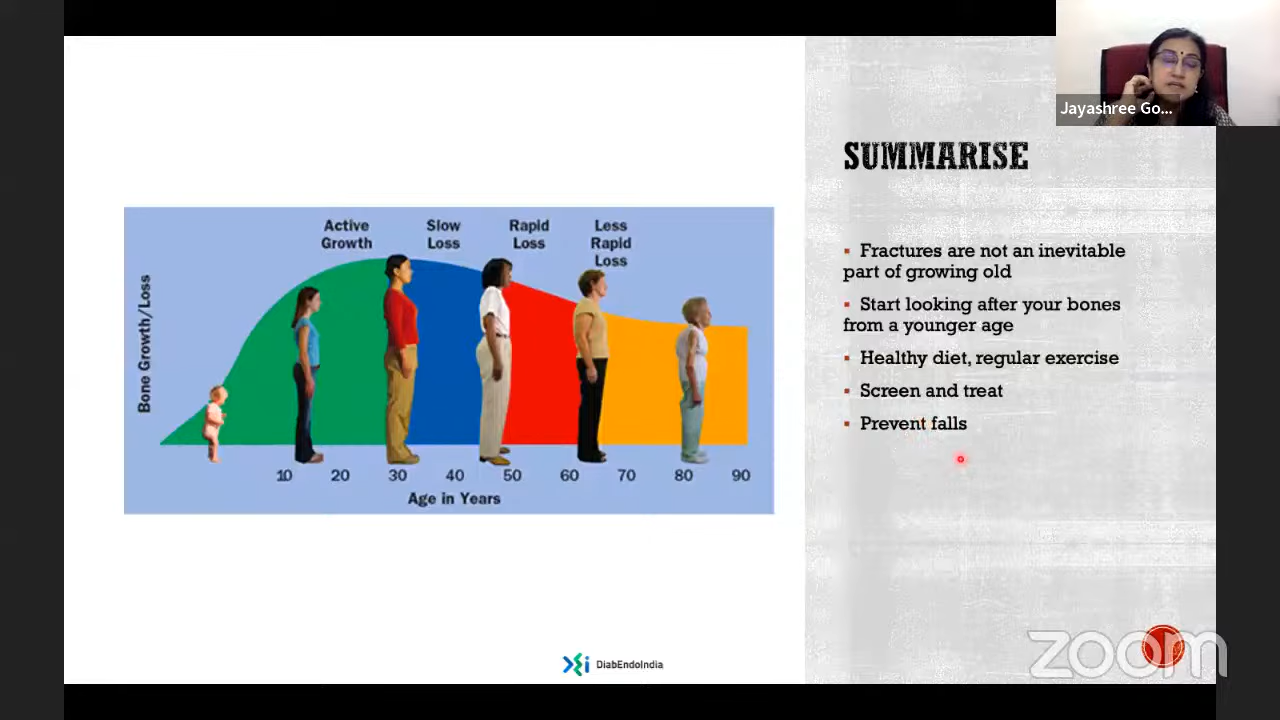 Jayashree Go...
SUMMARISE
Active
Growth
Slow
Loss
Rapid
Loss
Less
Rapid
Loss
Bone Growth/Loss
10 20 30 40 50 60 70 80 90
Age in Years
▪ Fractures are not an inevitable
part of growing old
▪ Start looking after your bones
from a younger age
▪ Healthy diet, regular exercise
▪ Screen and treat
▪ Prevent falls
DiabEndoIndia
zoom